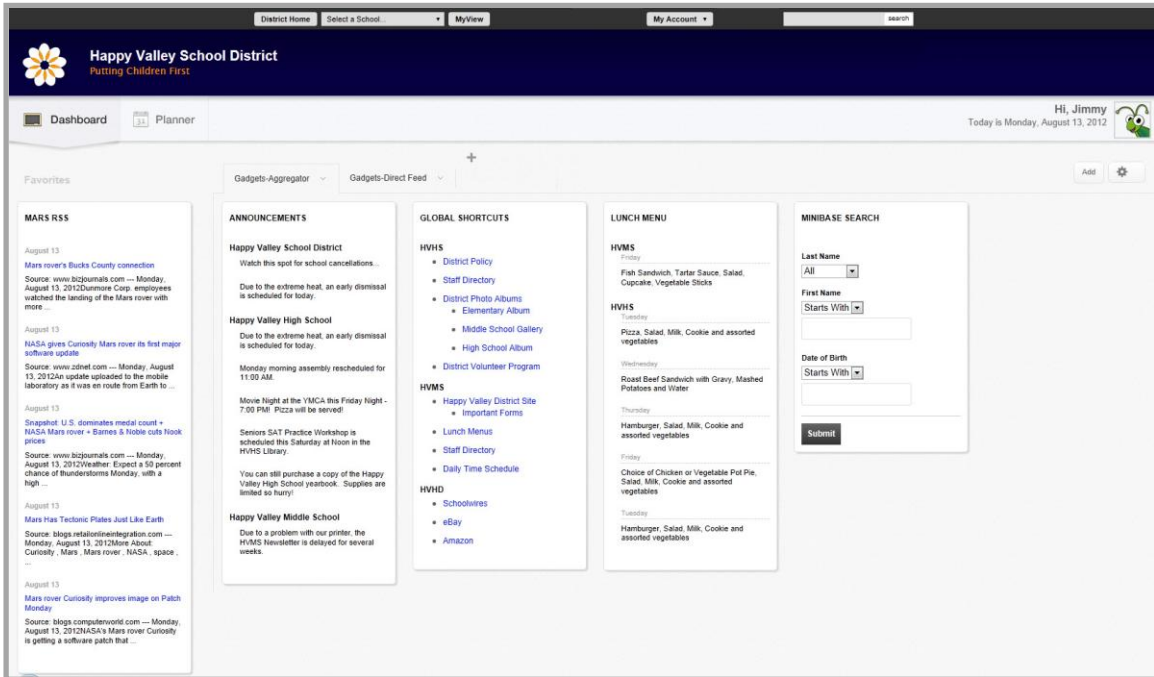 District Home
Select a School...
MyView
My Account
search
Happy Valley School District
Putting Children First
Dashboard
31
Planner
Hi, Jimmy
Today is Monday, August 13, 2012
Favorites
Gadgets-Aggregator
Gadgets-Direct Feed
+
Add
MARS RSS
August 13
Mars rover's Bucks County connection
Source: www.bizjournals.com --- Monday,
August 13, 2012Dunmore Corp. employees
watched the landing of the Mars rover with
more ...
August 13
NASA gives Curiosity Mars rover its first major
software update
Source: www.zdnet.com --- Monday, August
13, 2012An update uploaded to the mobile
laboratory as it was en route from Earth to ...
August 13
Snapshot: U.S. dominates medal count +
NASA Mars rover + Barnes & Noble cuts Nook
prices
Source: www.bizjournals.com --- Monday,
August 13, 2012Weather: Expect a 50 percent
chance of thunderstorms Monday, with a
high ...
August 13
Mars Has Tectonic Plates Just Like Earth
Source: blogs.retailonlineintegration.com ---
Monday, August 13, 2012More About:
Curiosity , Mars , Mars rover , NASA , space ,
...
August 13
Mars rover Curiosity improves image on Patch
Monday
Source: blogs.computerworld.com --- Monday,
August 13, 2012NASA's Mars rover Curiosity
is getting a software patch that ...
ANNOUNCEMENTS
Happy Valley School District
Watch this spot for school cancellations...
Due to the extreme heat, an early dismissal
is scheduled for today.
Happy Valley High School
Due to the extreme heat, an early dismissal
is scheduled for today.
Monday morning assembly rescheduled for
11:00 AM.
Movie Night at the YMCA this Friday Night -
7:00 PM! Pizza will be served!
Seniors SAT Practice Workshop is
scheduled this Saturday at Noon in the
HVHS Library.
You can still purchase a copy of the Happy
Valley High School yearbook. Supplies are
limited so hurry!
Happy Valley Middle School
Due to a problem with our printer, the
HVMS Newsletter is delayed for several
weeks.
GLOBAL SHORTCUTS
HVHS
District Policy
Staff Directory
District Photo Albums
Elementary Album
Middle School Gallery
High School Album
District Volunteer Program
HVMS
Happy Valley District Site
Important Forms
Lunch Menus
Staff Directory
Daily Time Schedule
HVHD
Schoolwires
eBay
Amazon
LUNCH MENU
HVMS
Friday
Fish Sandwich, Tartar Sauce, Salad,
Cupcake, Vegetable Sticks
HVHS
Tuesday
Pizza, Salad, Milk, Cookie and assorted
vegetables
Wednesday
Roast Beef Sandwich with Gravy, Mashed
Potatoes and Water
Thursday
Hamburger, Salad, Milk, Cookie and
assorted vegetables
Friday
Choice of Chicken or Vegetable Pot Pie,
Salad, Milk, Cookie and assorted
vegetables
Tuesday
Hamburger, Salad, Milk, Cookie and
assorted vegetables
MINIBASE SEARCH
Last Name
All
First Name
Starts With
Date of Birth
Starts With
Submit